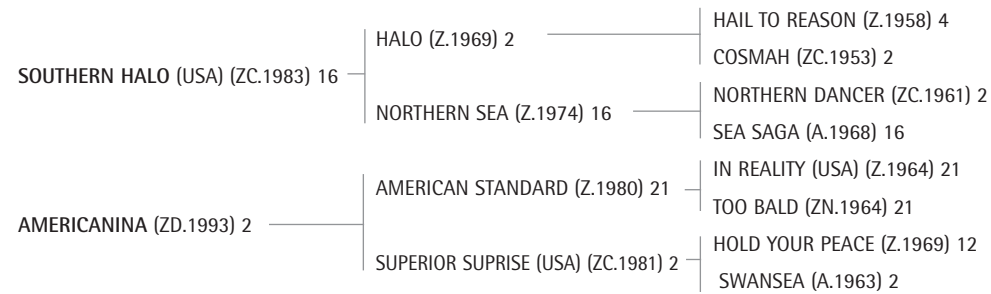 HAIL TO REASON (Z.1958) 4
HALO (Z.1969) 2
COSMAH (ZC.1953) 2
SOUTHERN HALO (USA) (ZC.1983) 16
NORTHERN DANCER (ZC.1961) 2
NORTHERN SEA (Z.1974) 16
SEA SAGA (A.1968) 16
IN REALITY (USA) (Z.1964) 21
AMERICAN STANDARD (Z.1980) 21
TOO BALD (ZN.1964) 21
AMERICANINA (ZD.1993) 2
HOLD YOUR PEACE (Z.1969) 12
SUPERIOR SUPRISE (USA) (ZC.1981) 2
SWANSEA (A.1963) 2